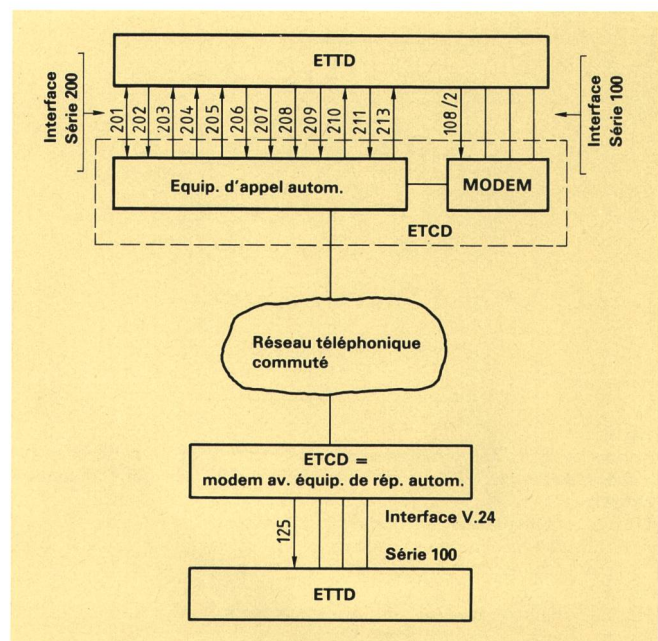 ETTD
Interface
Série 200
201 202 203 204 205 206 207 208 209 210 211 213
108/2
Interface
Série 100
Equip. d'appel autom.
MODEM
ETCD
Réseau téléphonique
commuté
ETCD =
modem av. équip. de rép. autom.
125
Interface V.24
Série 100
ETTD